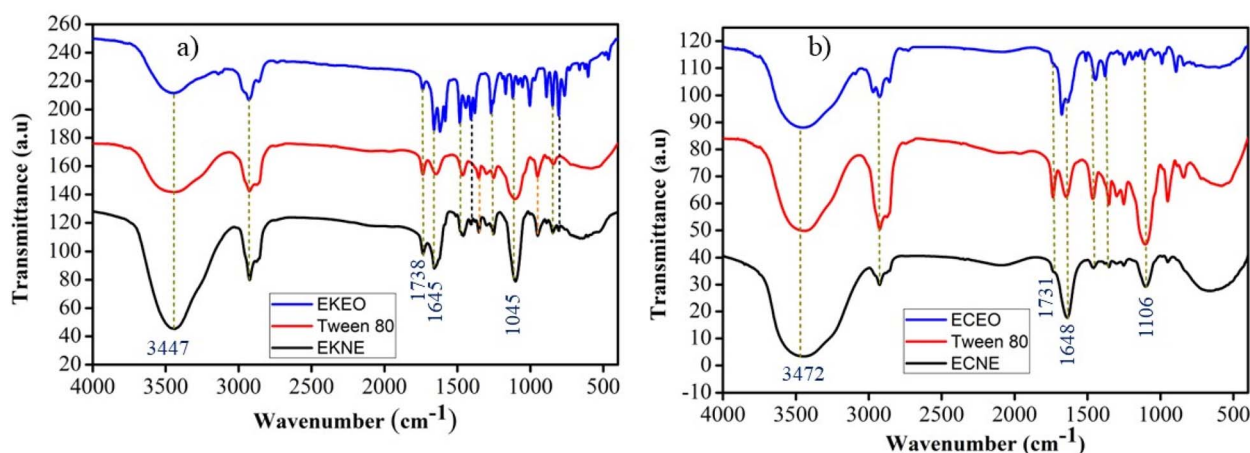 a)
260
240
220
200
180
160
140
120
100
80
60
40
20
Transmittance (a.u)
1738
1645
1045
3447
EKEO
Tween 80
EKNE
4000 3500 3000 2500 2000 1500 1000 500
Wavenumber (cm-1)
b)
120
110
100
90
80
70
60
50
40
30
20
10
0
-10
Transmittance (a.u)
1731
1648
1106
3472
ECEO
Tween 80
ECNE
4000 3500 3000 2500 2000 1500 1000 500
Wavenumber (cm-1)